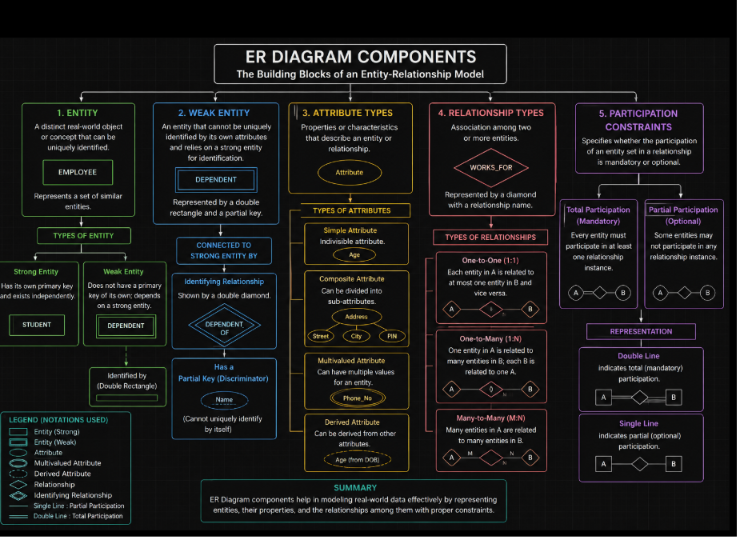 ER DIAGRAM COMPONENTS
The Building Blocks of an Entity-Relationship Model
1. ENTITY
A distinct real-world object
or concept that can be
uniquely identified.
EMPLOYEE
Represents a set of similar
entities.
TYPES OF ENTITY
Strong Entity
Has its own primary key
and exists independently.
STUDENT
Weak Entity
Does not have a primary
key of its own; depends
on a strong entity.
DEPENDENT
Identified by
(Double Rectangle)
2. WEAK ENTITY
An entity that cannot be uniquely
identified by its own attributes
and relies on a strong entity
for identification.
DEPENDENT
Represented by a double
rectangle and a partial key.
CONNECTED TO
STRONG ENTITY BY
Identifying Relationship
Shown by a double diamond.
DEPENDENT_
OF
Has a
Partial Key (Discriminator)
Name
(Cannot uniquely identify
by itself)
3. ATTRIBUTE TYPES
Properties or characteristics
that describe an entity or
relationship.
Attribute
TYPES OF ATTRIBUTES
Simple Attribute
Indivisible attribute.
Age
Composite Attribute
Can be divided into
sub-attributes.
Address
Street
City
PIN
Multivalued Attribute
Can have multiple values
for an entity.
Phone_No
Derived Attribute
Can be derived from other
attributes.
Age (from DOB)
4. RELATIONSHIP TYPES
Association among two
or more entities.
WORKS_FOR
Represented by a diamond
with a relationship name.
TYPES OF RELATIONSHIPS
One-to-One (1:1)
Each entity in A is related to
at most one entity in B and
vice versa.
A
B
One-to-Many (1:N)
One entity in A is related to
many entities in B; each B is
related to one A.
A
B
Many-to-Many (M:N)
Many entities in A are related
to many entities in B.
A
M
B
5. PARTICIPATION
CONSTRAINTS
Specifies whether the participation
of an entity set in a relationship
is mandatory or optional.
Total Participation
(Mandatory)
Every entity must
participate in at least
one relationship
instance.
A
B
Partial Participation
(Optional)
Some entities may
not participate in any
relationship instance.
A
B
REPRESENTATION
Double Line
indicates total (mandatory)
participation.
A
B
Single Line
indicates partial (optional)
participation.
A
B
LEGEND (NOTATIONS USED)
Entity (Strong)
Entity (Weak)
Attribute
Multivalued Attribute
Derived Attribute
Relationship
Identifying Relationship
Single Line : Partial Participation
Double Line : Total Participation
SUMMARY
ER Diagram components help in modeling real-world data effectively by representing
entities, their properties, and the relationships among them with proper constraints.